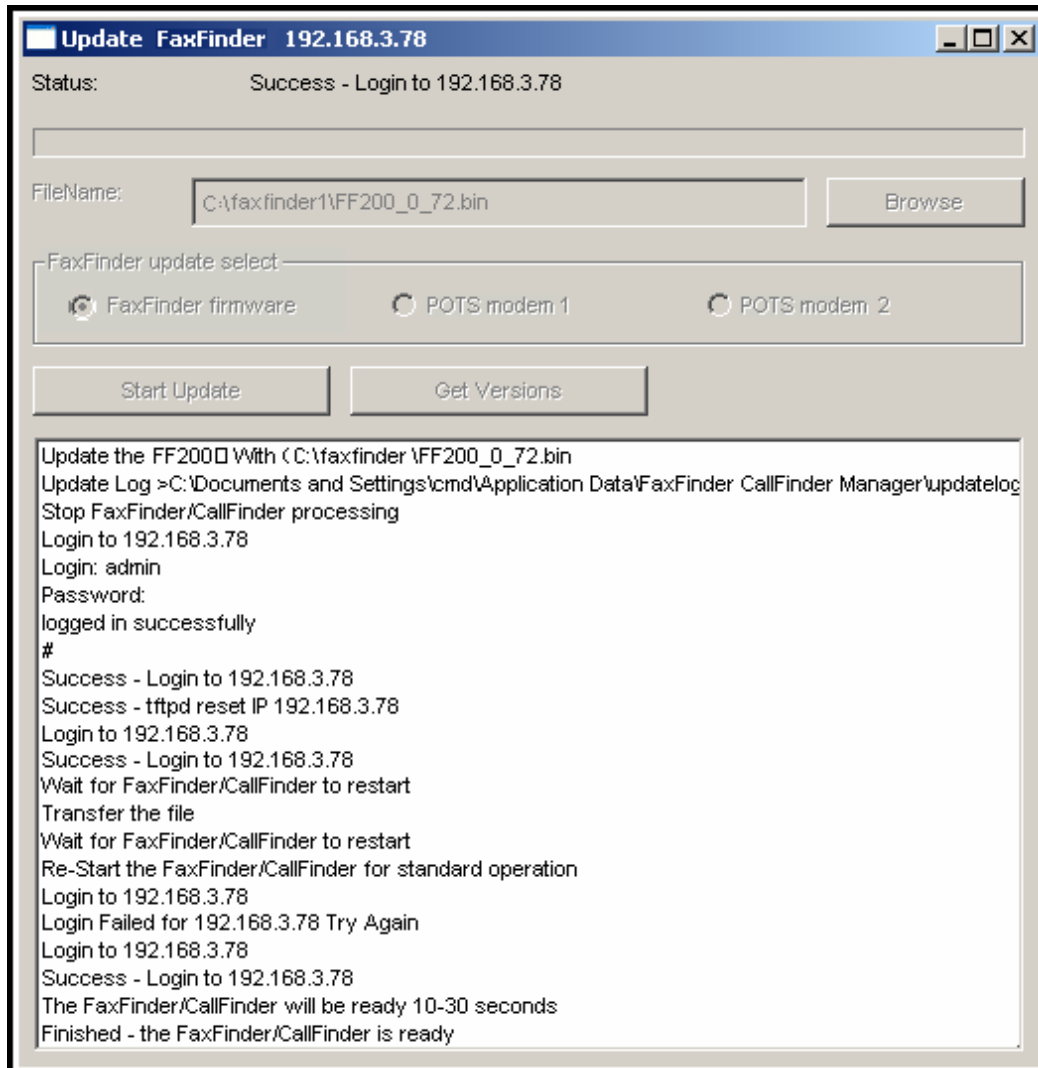 Update FaxFinder 192.168.3.78
Status: Success - Login to 192.168.3.78
FileName: C:\faxfinder1\FF200_0_72.bin Browse
FaxFinder update select
FaxFinder firmware POTS modem 1 POTS modem 2
Start Update Get Versions
Update the FF200▯ With ( C:\faxfinder \FF200_0_72.bin
Update Log >C:\Documents and Settings\cmd\Application Data\FaxFinder CallFinder Manager\updatelog
Stop FaxFinder/CallFinder processing
Login to 192.168.3.78
Login: admin
Password:
logged in successfully
#
Success - Login to 192.168.3.78
Success - tftpd reset IP 192.168.3.78
Login to 192.168.3.78
Success - Login to 192.168.3.78
Wait for FaxFinder/CallFinder to restart
Transfer the file
Wait for FaxFinder/CallFinder to restart
Re-Start the FaxFinder/CallFinder for standard operation
Login to 192.168.3.78
Login Failed for 192.168.3.78 Try Again
Login to 192.168.3.78
Success - Login to 192.168.3.78
The FaxFinder/CallFinder will be ready 10-30 seconds
Finished - the FaxFinder/CallFinder is ready